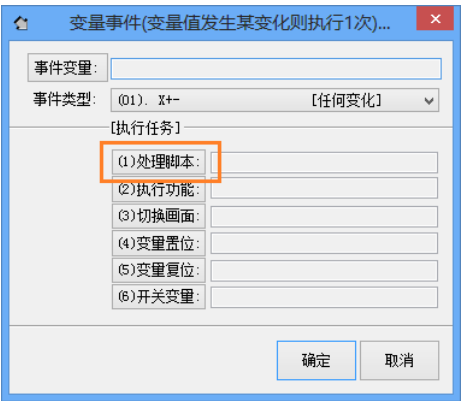 变量事件(变量值发生某变化则执行1次)...
事件变量:
事件类型: (01). X+- [任何变化]
[执行任务]
(1)处理脚本:
(2)执行功能:
(3)切换画面:
(4)变量置位:
(5)变量复位:
(6)开关变量:
确定 取消